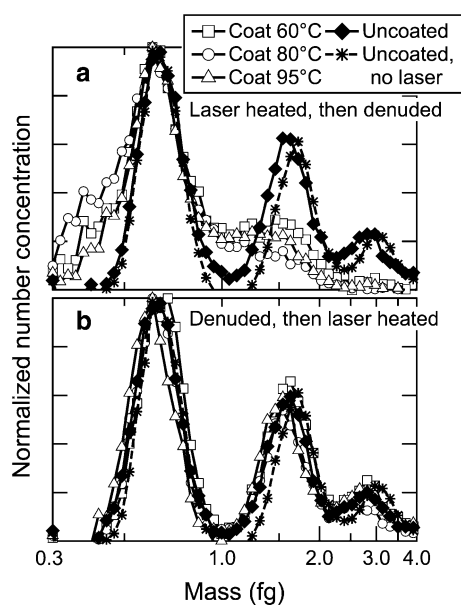 Coat 60°C
Uncoated
Coat 80°C
Uncoated,
Coat 95°C
no laser
a
Laser heated, then denuded
Normalized number concentration
b
Denuded, then laser heated
0.3
1.0
2.0
3.0
4.0
Mass (fg)